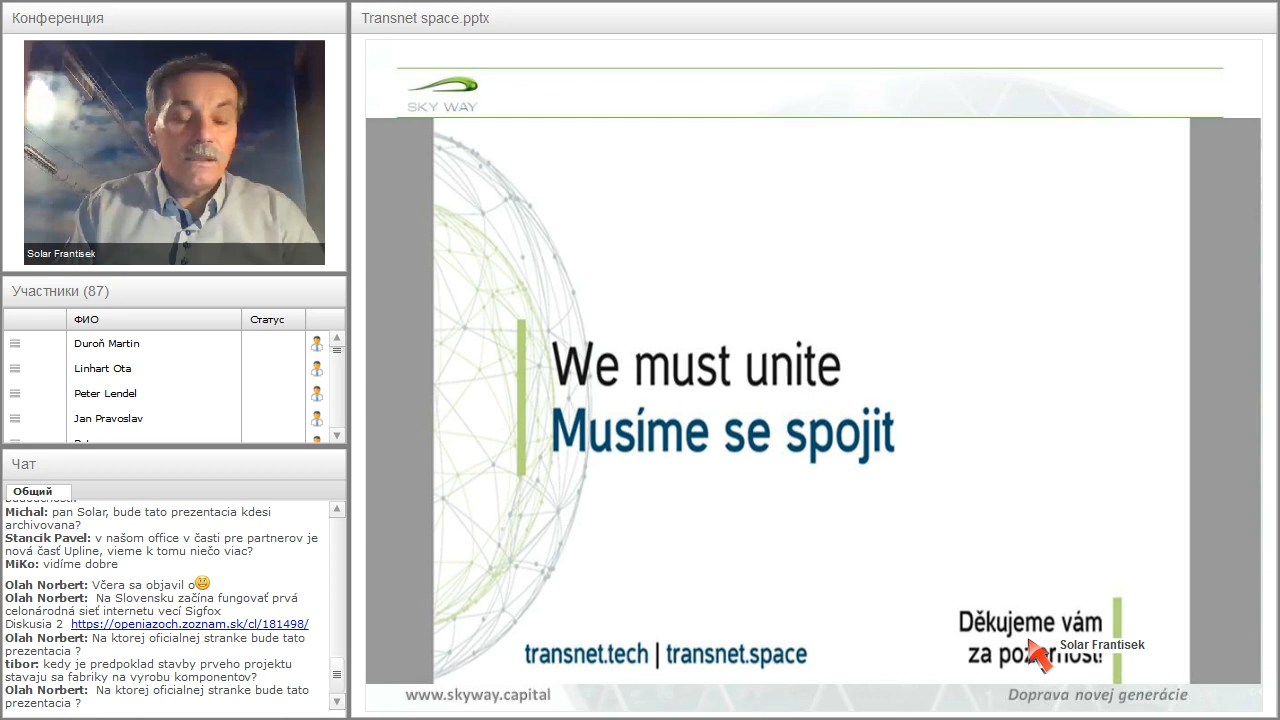 Конференция
Solar Frantisek
Участники (87)
ФИО
Статус
Duroň Martin
Linhart Ota
Peter Lendel
Jan Pravoslav
Чат
Общий
Michal: pan Solar, bude tato prezentacia kdesi
archivovana?
Stancik Pavel: v našom office v časti pre partnerov je
nová časť Upline, vieme k tomu niečo viac?
MiKo: vidíme dobre
Olah Norbert: Včera sa objavil o
Olah Norbert: Na Slovensku začína fungovať prvá
celonárodná sieť internetu vecí Sigfox
Diskusia 2 https://openiazoch.zoznam.sk/cl/181498/
Olah Norbert: Na ktorej oficialnej stranke bude tato
prezentacia ?
tibor: kedy je predpoklad stavby prveho projektu
stavaju sa fabriky na vyrobu komponentov?
Olah Norbert: Na ktorej oficialnej stranke bude tato
prezentacia ?
Transnet space.pptx
SKY WAY
We must unite
Musíme se spojit
Děkujeme vám
za
Solar Frantisek
transnet.tech | transnet.space
www.skyway.capital
Doprava novej generácie